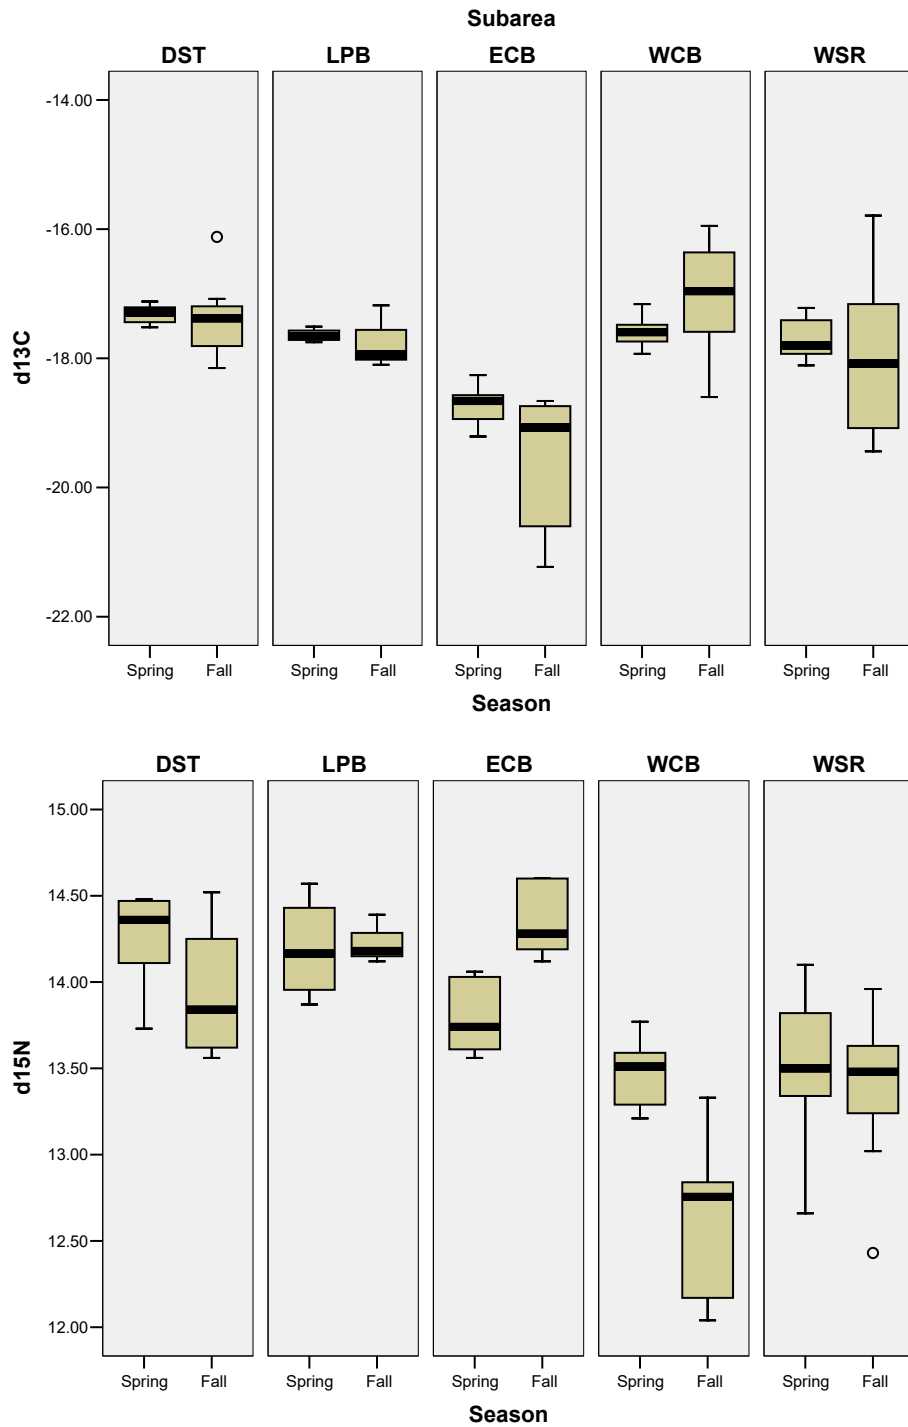 Subarea
DST LPB ECB WCB WSR
-14.00
-16.00
-18.00
-20.00
-22.00
d13C
Spring Fall Spring Fall Spring Fall Spring Fall Spring Fall
Season
DST LPB ECB WCB WSR
15.00
14.50
14.00
13.50
13.00
12.50
12.00
d15N
Spring Fall Spring Fall Spring Fall Spring Fall Spring Fall
Season